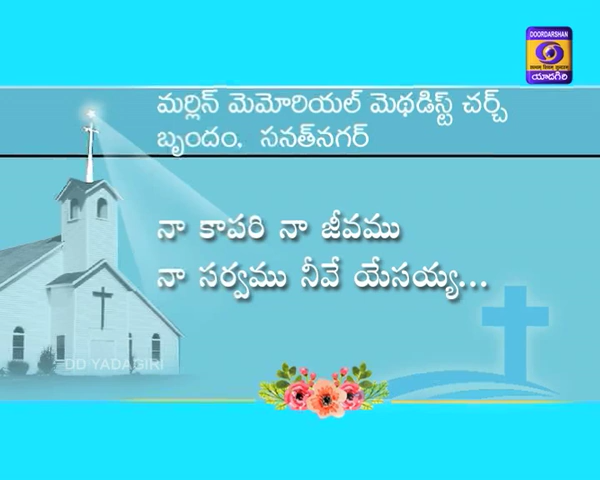 DOORDARSHAN
యాదగిరి
మర్లిన్ మెమోరియల్ మెథడిస్ట్ చర్చ్
బృందం, సనత్‌నగర్
నా కాపరి నా జీవము
నా సర్వము నీవే యేసయ్య...
DD YADAGIRI